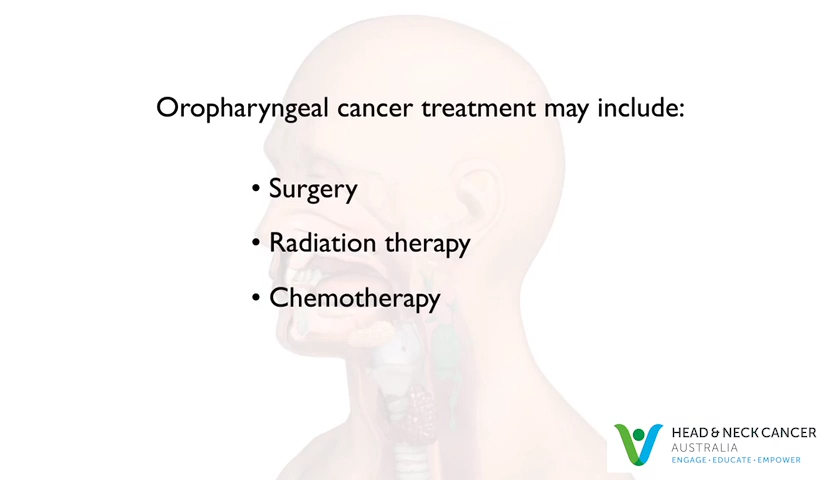 Oropharyngeal cancer treatment may include:
• Surgery
• Radiation therapy
• Chemotherapy
HEAD & NECK CANCER
AUSTRALIA
ENGAGE · EDUCATE · EMPOWER